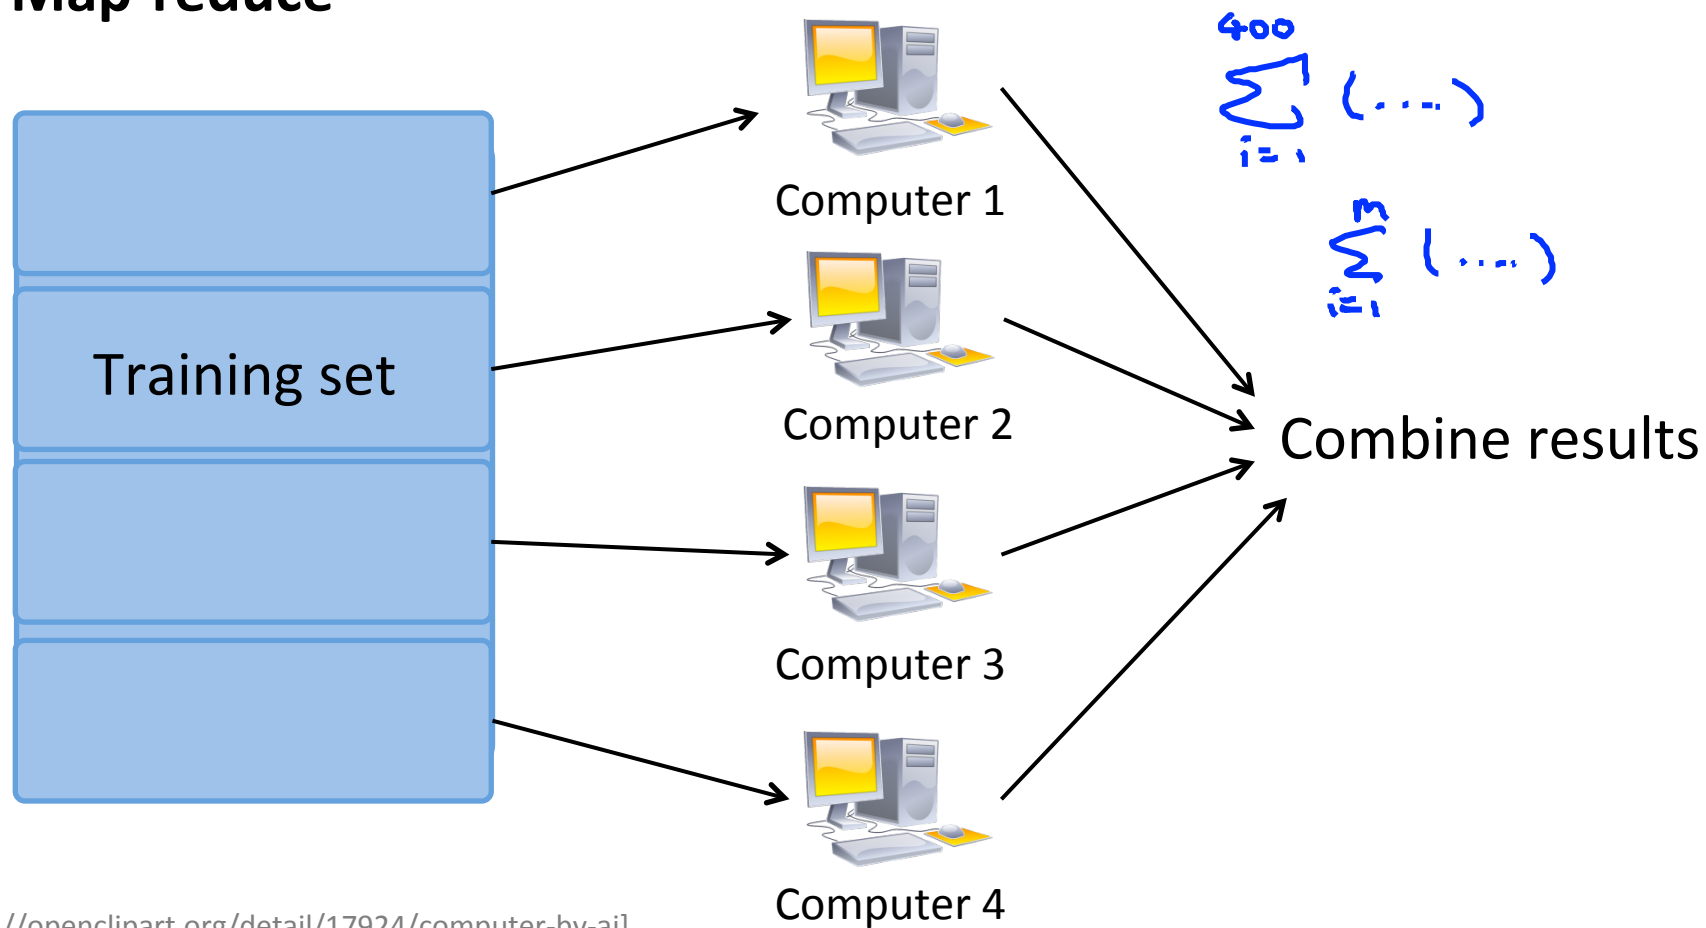 Map reduce
400
∑ (....)
i=1
Computer 1
m
∑ (....)
i=1
Training set
Computer 2
Combine results
Computer 3
Computer 4
//openclipart.org/detail/17924/computer-by-aj]